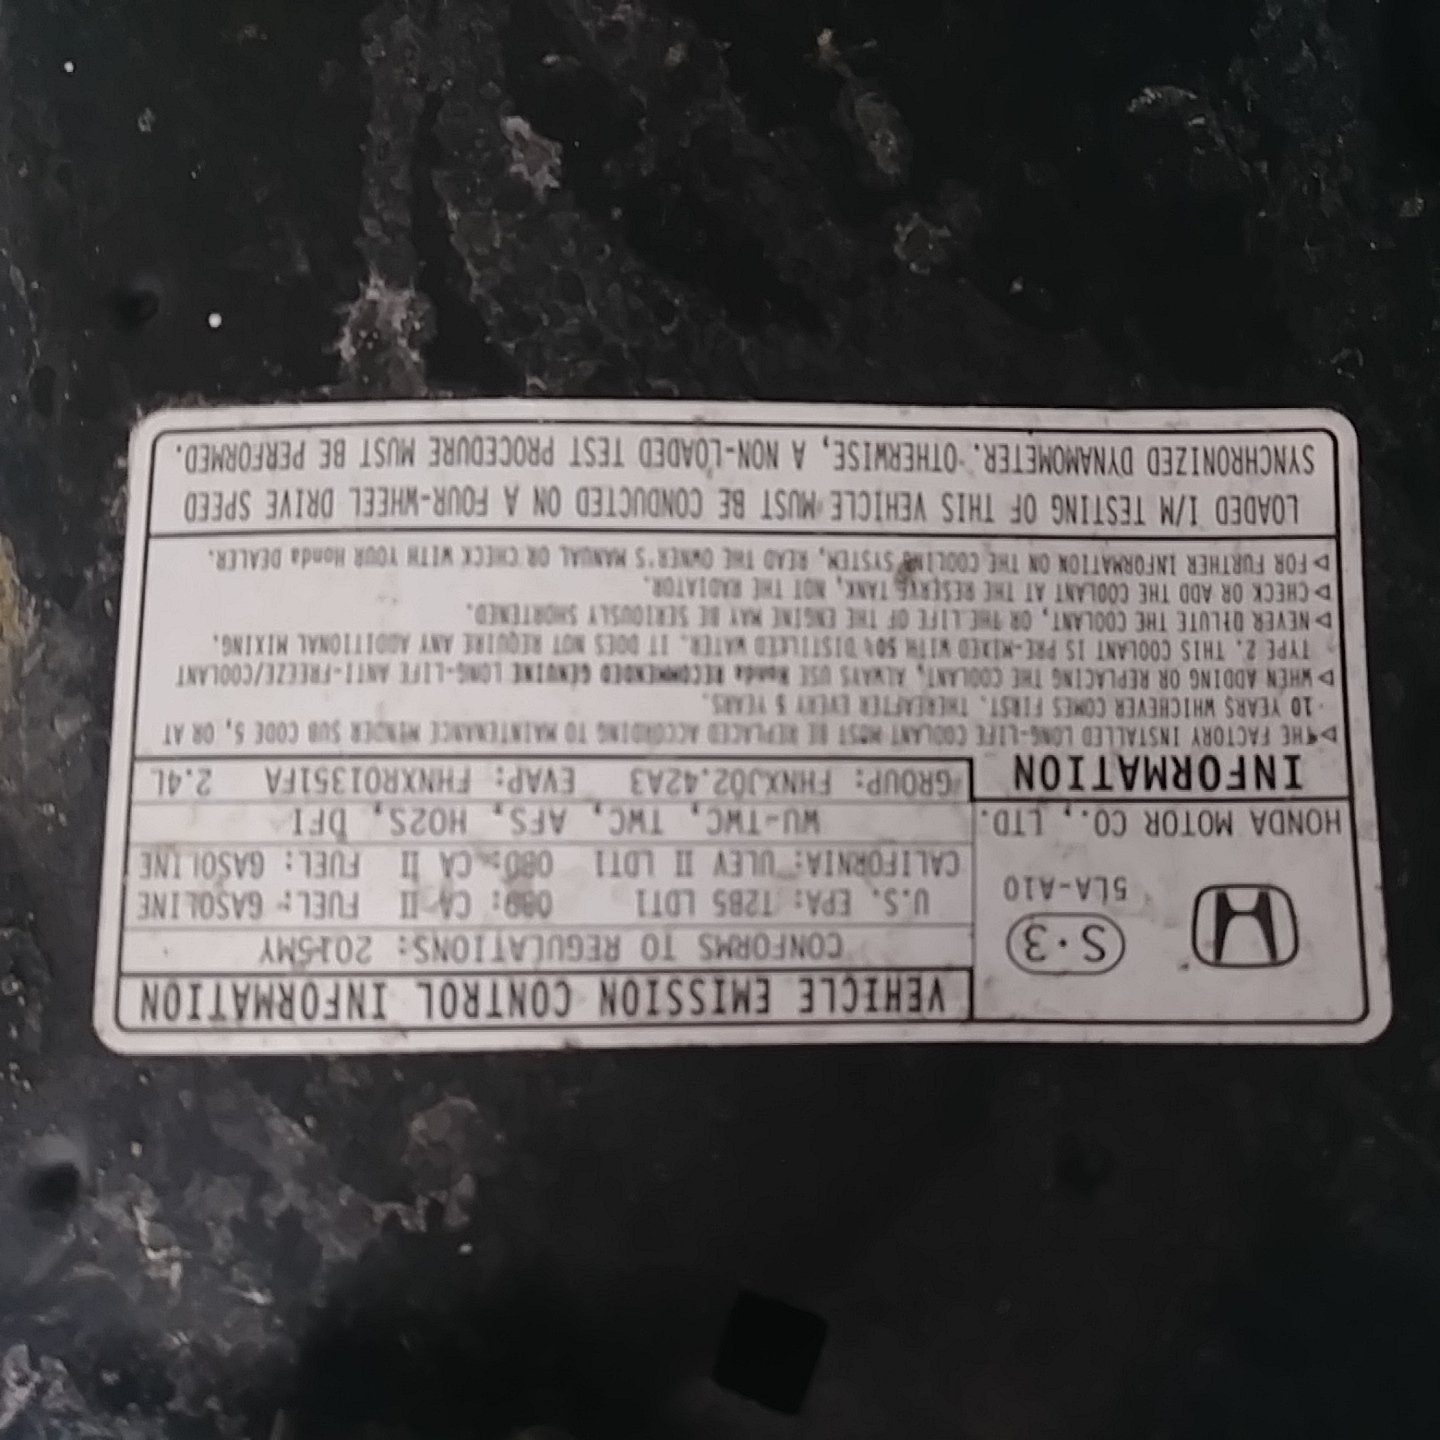 VEHICLE EMISSION CONTROL INFORMATION
CONFORMS TO REGULATIONS: 2015MY
U.S. EPA: T2B5 LDT1 OBD: CA II FUEL: GASOLINE
CALIFORNIA: ULEV II LDT1 OBD: CA II FUEL: GASOLINE
WU-TWC, TWC, AFS, HO2S, DFI
GROUP: FHNXJ02.42A3 EVAP: FHNXR01351FA 2.4L
S·3
5LA-A10
HONDA MOTOR CO., LTD.
INFORMATION
▷THE FACTORY INSTALLED LONG-LIFE COOLANT MUST BE REPLACED ACCORDING TO MAINTENANCE MINDER SUB CODE 5, OR AT
10 YEARS WHICHEVER COMES FIRST. THEREAFTER EVERY 5 YEARS.
▷WHEN ADDING OR REPLACING THE COOLANT, ALWAYS USE Honda RECOMMENDED GENUINE LONG-LIFE ANTI-FREEZE/COOLANT
TYPE 2. THIS COOLANT IS PRE-MIXED WITH 50% DISTILLED WATER. IT DOES NOT REQUIRE ANY ADDITIONAL MIXING.
▷NEVER DILUTE THE COOLANT, OR THE LIFE OF THE ENGINE MAY BE SERIOUSLY SHORTENED.
▷CHECK OR ADD THE COOLANT AT THE RESERVE TANK, NOT THE RADIATOR.
▷FOR FURTHER INFORMATION ON THE COOLING SYSTEM, READ THE OWNER'S MANUAL OR CHECK WITH YOUR Honda DEALER.
LOADED I/M TESTING OF THIS VEHICLE MUST BE CONDUCTED ON A FOUR-WHEEL DRIVE SPEED
SYNCHRONIZED DYNAMOMETER. OTHERWISE, A NON-LOADED TEST PROCEDURE MUST BE PERFORMED.